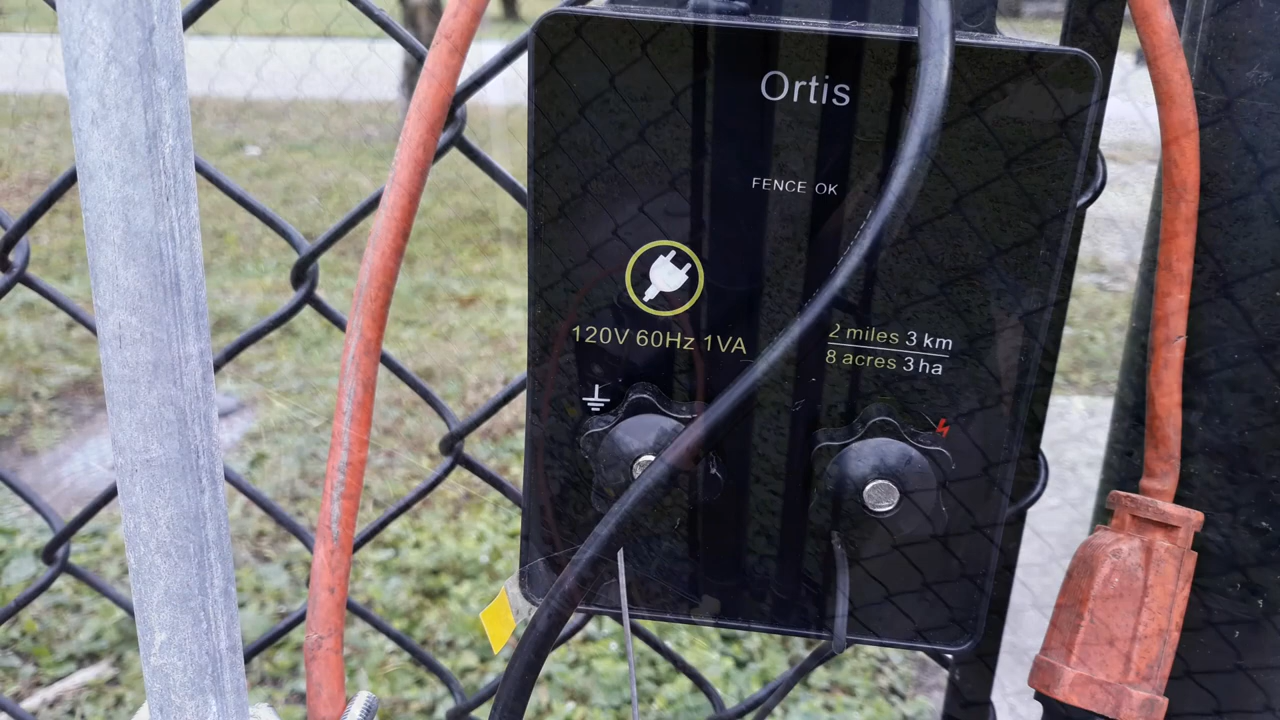 Ortis
FENCE OK
120V 60Hz 1VA
2 miles 3 km
8 acres 3 ha